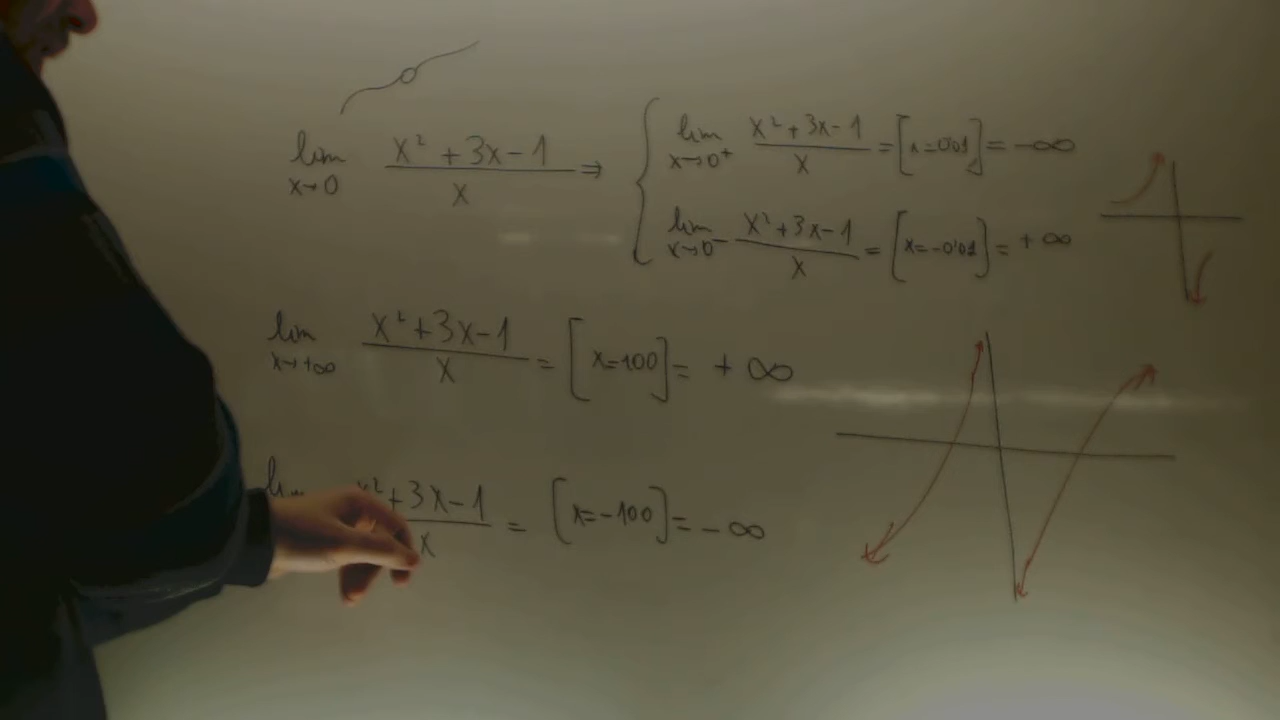 lim x→0 x² + 3x - 1 / x ⇒ { lim x→0⁺ x² + 3x - 1 / x = [x=0'01] = -∞
lim x→0⁻ x² + 3x - 1 / x = [x=-0'01] = +∞
lim x→+∞ x² + 3x - 1 / x = [x=100] = +∞
x² + 3x - 1 / x = [x=-100] = -∞